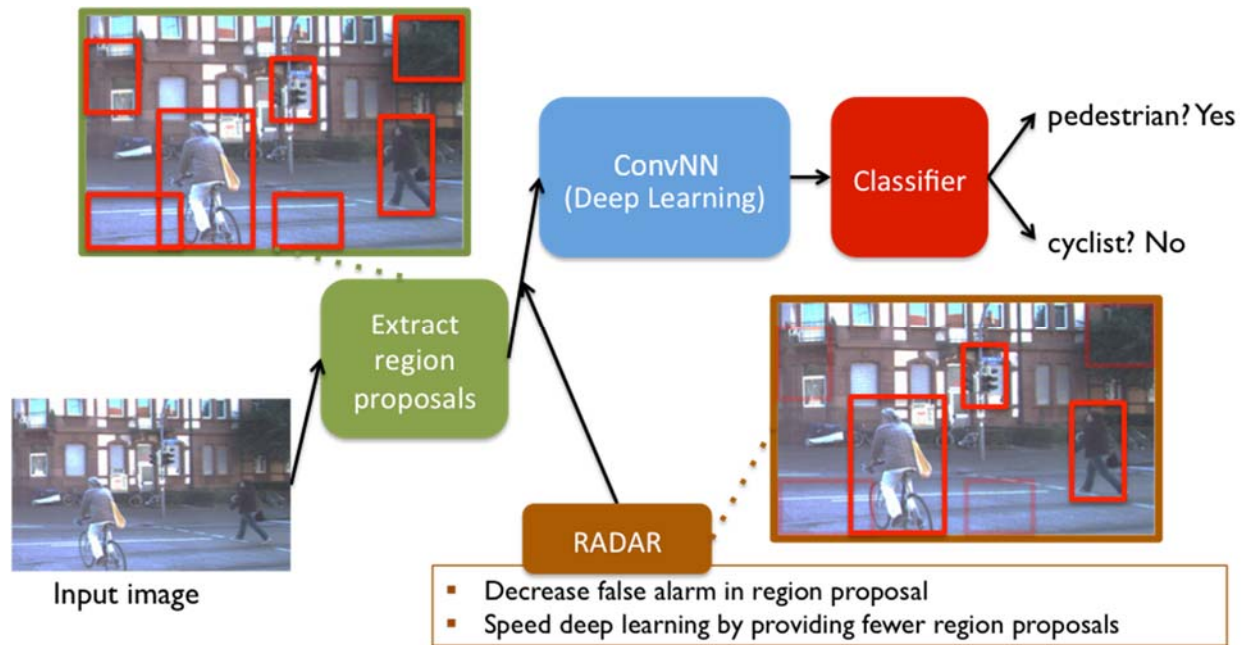 ConvNN
(Deep Learning)
Classifier
pedestrian? Yes
cyclist? No
Extract
region
proposals
Input image
RADAR
▪ Decrease false alarm in region proposal
▪ Speed deep learning by providing fewer region proposals